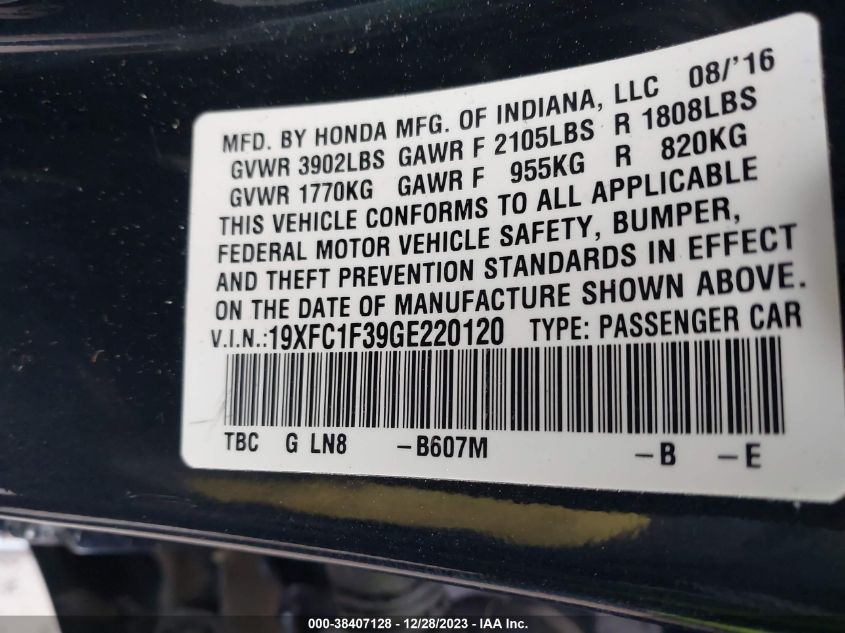 MFD. BY HONDA MFG. OF INDIANA, LLC 08/'16
GVWR 3902LBS GAWR F 2105LBS R 1808LBS
GVWR 1770KG GAWR F 955KG R 820KG
THIS VEHICLE CONFORMS TO ALL APPLICABLE
FEDERAL MOTOR VEHICLE SAFETY, BUMPER,
AND THEFT PREVENTION STANDARDS IN EFFECT
ON THE DATE OF MANUFACTURE SHOWN ABOVE.
V.I.N.:19XFC1F39GE220120 TYPE: PASSENGER CAR
TBC G LN8 -B607M -B -E
000-38407128 - 12/28/2023 - IAA Inc.